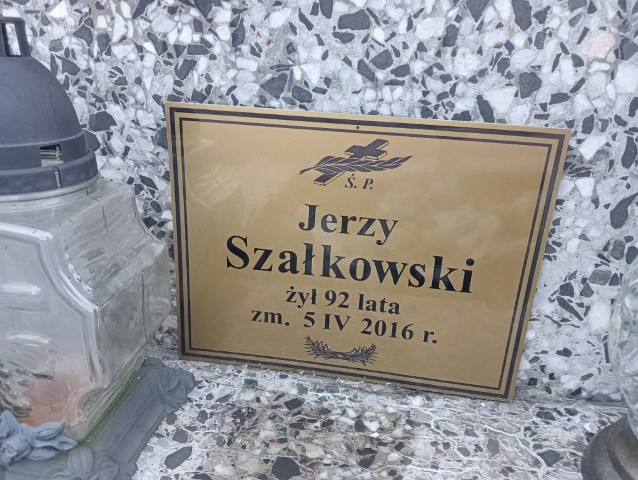 Ś. P.
Jerzy
Szałkowski
żył 92 lata
zm. 5 IV 2016 r.